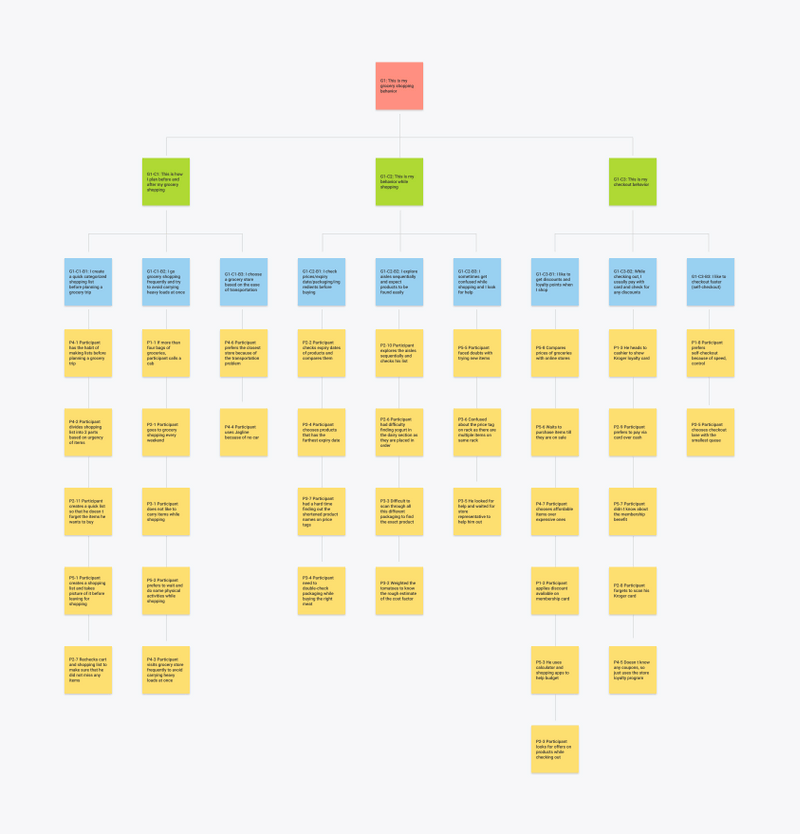 G1: This is my
grocery shopping
behavior
G1-C1: This is how
I plan before and
after my grocery
shopping
G1-C2: This is my
behavior while
shopping
G1-C3: This is my
checkout behavior
G1-C1-B1: I create
a quick categorized
shopping list
before planning a
grocery trip
G1-C1-B2: I go
grocery shopping
frequently and try
to avoid carrying
heavy loads at once
G1-C1-B3: I choose
a grocery store
based on the ease
of transportation
G1-C2-B1: I check
prices/expiry
date/packaging/ing
redients before
buying
G1-C2-B2: I explore
aisles sequentially
and expect
products to be
found easily
G1-C2-B3: I
sometimes get
confused while
shopping and I look
for help
G1-C3-B1: I like to
get discounts and
loyalty points when
I shop
G1-C3-B2: While
checking out, I
usually pay with
card and check for
any discounts
G1-C3-B3: I like to
checkout faster
(self-checkout)
P4-1 Participant
has the habit of
making lists before
planning a grocery
trip
P1-1 If more than
four bags of
groceries,
participant calls a
cab
P4-6 Participant
prefers the closest
store because of
the transportation
problem
P2-2 Participant
checks expiry dates
of products and
compares them
P2-10 Participant
explores the aisles
sequentially and
checks his list
P5-5 Participant
faced doubts with
trying new items
P5-8 Compares
prices of groceries
with online stores
P1-3 He heads to
cashier to show
Kroger loyalty card
P1-8 Participant
prefers
self checkout
because of speed,
control
P4-3 Participant
divides shopping
list into 2 parts
based on urgency
of items
P2-1 Participant
goes to grocery
shopping every
weekend
P4-4 Participant
uses Jagline
because of no car
P3-4 Participant
chooses products
that has the
farthest expiry date
P2-6 Participant
had difficulty
finding yogurt in
the dairy section as
they are placed in
order
P3-6 Confused
about the price tag
on rack as there are
multiple items on
same rack
P5-6 Waits to
purchase items till
they are on sale
P2-5 Participant
prefers to pay via
card over cash
Participant
chooses checkout
lane with the
smallest queue
P2-11 Participant
creates a quick list
so that he doesn't
forget the items he
wants to buy
P3-1 Participant
does not like to
carry items while
shopping
P2-7 Participant
had a hard time
finding out the
shortened product
names on price
tags
P3-3 Difficult to
scan through all
this different
packaging to find
the exact product
P3-5 He looked for
help and waited for
store
representative to
help him out
P4-7 Participant
chooses affordable
items over
expensive ones
P5-7 Participant
didn't know about
the membership
benefit
P5-1 Participant
creates a shopping
list and takes
picture of it before
leaving for
shopping
P5-2 Participant
prefers to walk and
do some physical
activities while
shopping
P3-4 Participant
need to
double-check
packaging while
buying the right
meat
P3-2 Weighted the
tomatoes to know
the rough estimate
of the cost factor
P1-5 Participant
applies discount
available on
membership card
P2-8 Participant
forgets to scan his
Kroger card
P2-7 Rechecks cart
and shopping list to
make sure that he
did not miss any
items
P4-2 Participant
visits grocery store
frequently to avoid
carrying heavy
loads at once
P5-3 He uses
calculator and
shopping apps to
help budget
P4-5 Doesn't know
any coupons, so
just uses the store
loyalty program
P2-3 Participant
looks for offers on
products while
checking out